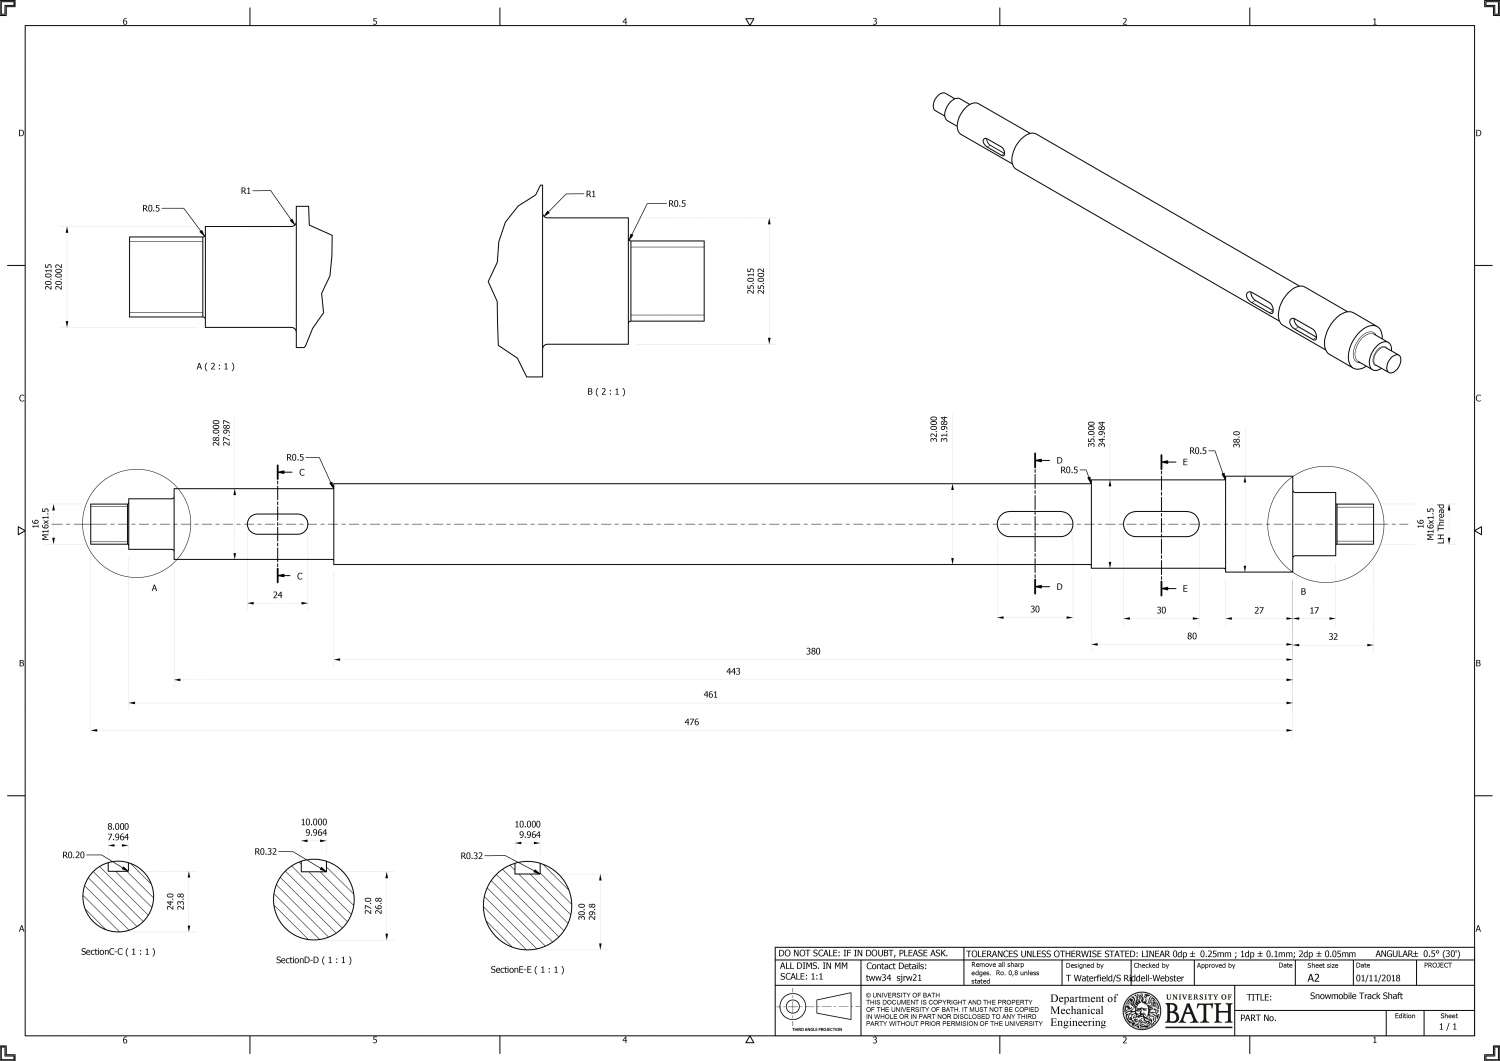 6
5
4
3
2
1
D
D
R1
R0.5
20.015
20.002
A ( 2 : 1 )
R1
R0.5
25.015
25.002
B ( 2 : 1 )
C
C
28.000
27.987
32.000
31.984
35.000
34.984
38.0
R0.5
C
D
R0.5
E
R0.5
16
M16x1.5
16
M16x1.5
LH Thread
A
C
D
E
B
24
30
30
27
17
80
32
380
443
461
476
B
B
8.000
7.964
R0.20
24.0
23.8
SectionC-C ( 1 : 1 )
10.000
9.964
R0.32
27.0
26.8
SectionD-D ( 1 : 1 )
10.000
9.964
R0.32
30.0
29.8
SectionE-E ( 1 : 1 )
A
A
DO NOT SCALE: IF IN DOUBT, PLEASE ASK.
TOLERANCES UNLESS OTHERWISE STATED: LINEAR 0dp ± 0.25mm ; 1dp ± 0.1mm; 2dp ± 0.05mm ANGULAR± 0.5° (30')
ALL DIMS. IN MM
SCALE: 1:1
Contact Details:
tww34 sjrw21
Remove all sharp
edges. Ro. 0,8 unless
stated
Designed by
T Waterfield/S Riddell-Webster
Checked by
Approved by
Date
Sheet size
A2
Date
01/11/2018
PROJECT
THIRD ANGLE PROJECTION
© UNIVERSITY OF BATH
THIS DOCUMENT IS COPYRIGHT AND THE PROPERTY
OF THE UNIVERSITY OF BATH. IT MUST NOT BE COPIED
IN WHOLE OR IN PART NOR DISCLOSED TO ANY THIRD
PARTY WITHOUT PRIOR PERMISION OF THE UNIVERSITY
Department of
Mechanical
Engineering
UNIVERSITY OF
BATH
TITLE:
Snowmobile Track Shaft
PART No.
Edition
Sheet
1 / 1
6
5
4
3
2
1